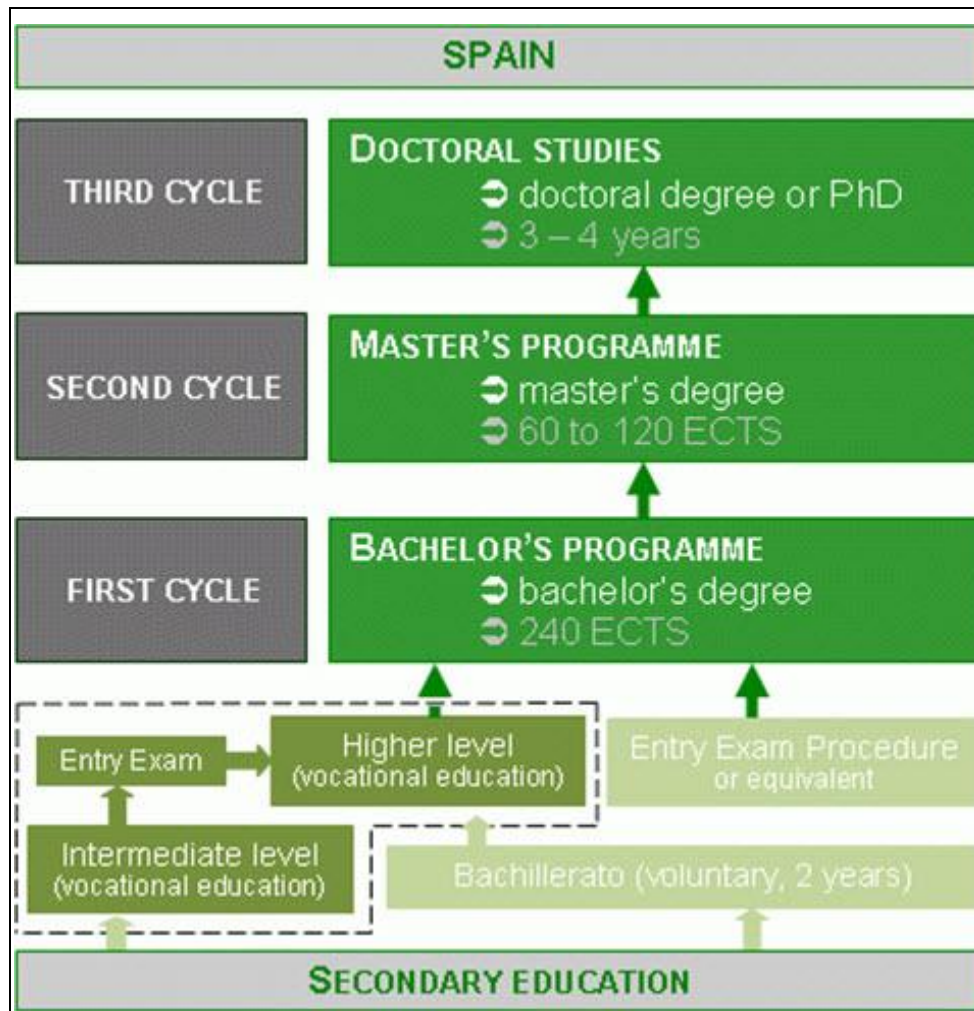 SPAIN
THIRD CYCLE
DOCTORAL STUDIES
➲ doctoral degree or PhD
➲ 3 – 4 years
SECOND CYCLE
MASTER'S PROGRAMME
➲ master's degree
➲ 60 to 120 ECTS
FIRST CYCLE
BACHELOR'S PROGRAMME
➲ bachelor's degree
➲ 240 ECTS
Entry Exam
Higher level
(vocational education)
Entry Exam Procedure
or equivalent
Intermediate level
(vocational education)
Bachillerato (voluntary, 2 years)
SECONDARY EDUCATION